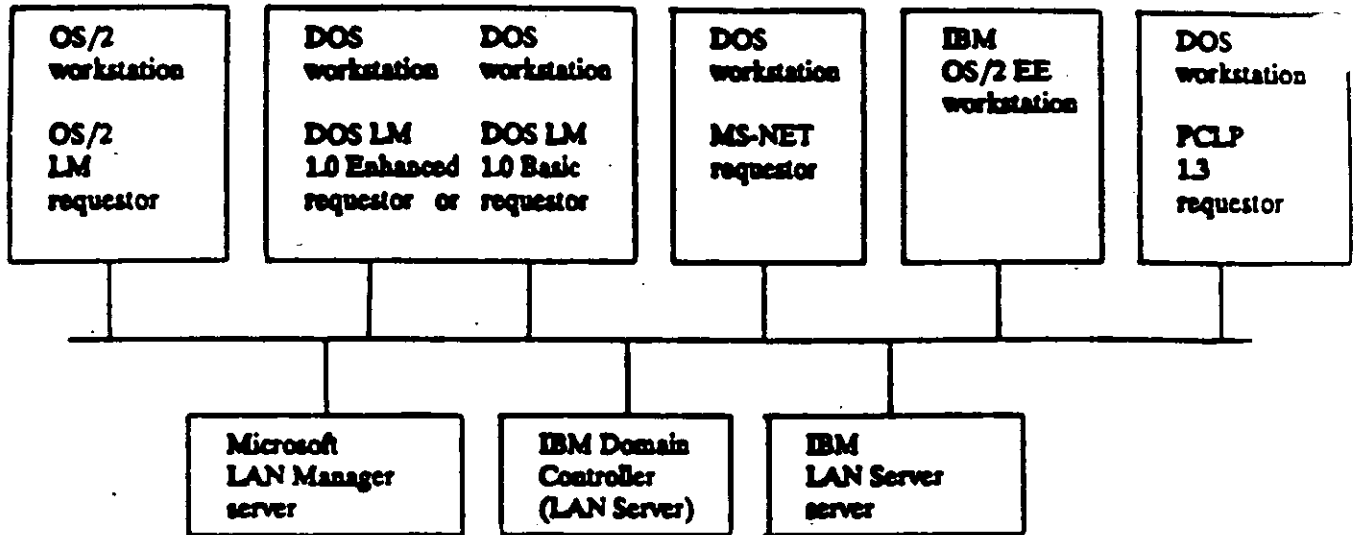 OS/2
workstation
OS/2
LM
requestor
DOS
workstation
DOS LM
1.0 Enhanced
requestor or
DOS
workstation
DOS LM
1.0 Basic
requestor
DOS
workstation
MS-NET
requestor
IBM
OS/2 EE
workstation
DOS
workstation
PCLP
1.3
requestor
Microsoft
LAN Manager
server
IBM Domain
Controller
(LAN Server)
IBM
LAN Server
server